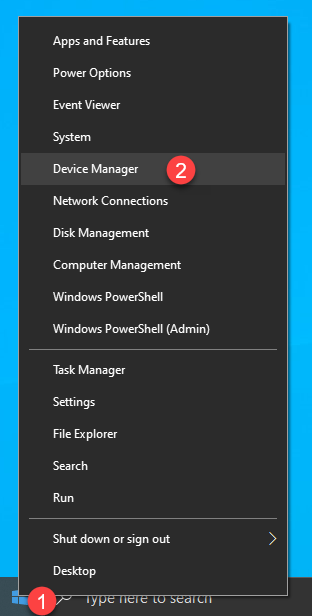 Apps and Features
Power Options
Event Viewer
System
Device Manager 2
Network Connections
Disk Management
Computer Management
Windows PowerShell
Windows PowerShell (Admin)
Task Manager
Settings
File Explorer
Search
Run
Shut down or sign out
Desktop
1 Type here to search